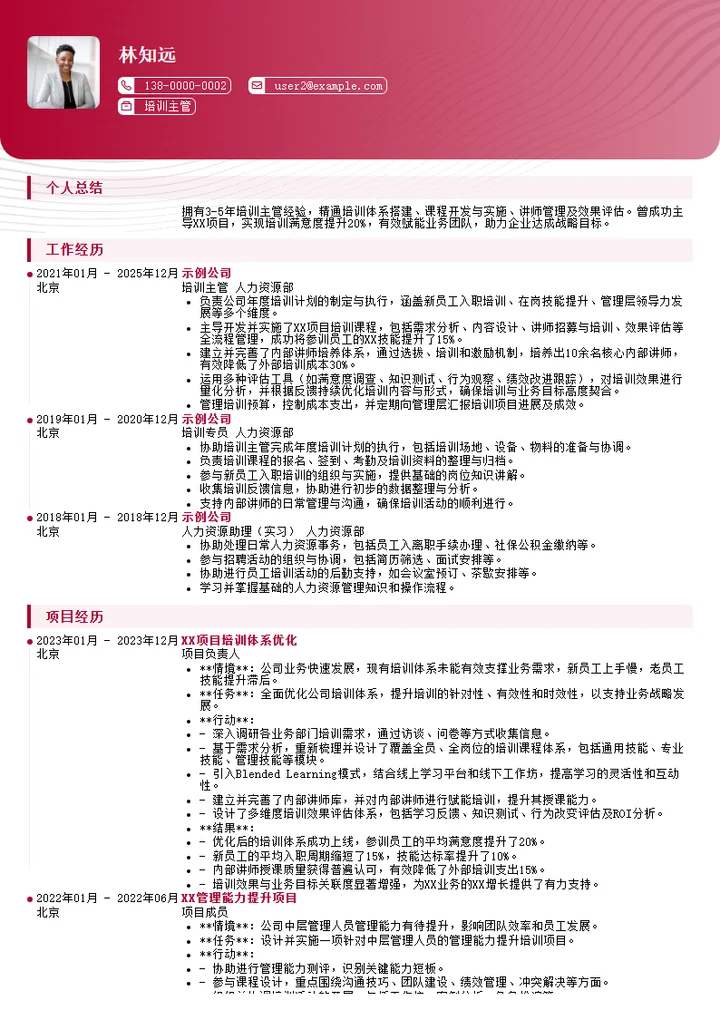 林知远
138-0000-0002 user2@example.com
培训主管
个人总结
拥有3-5年培训主管经验，精通培训体系搭建、课程开发与实施、讲师管理及效果评估。曾成功主
导XX项目，实现培训满意度提升20%，有效赋能业务团队，助力企业达成战略目标。
工作经历
2021年01月 - 2025年12月 示例公司
北京 培训主管 人力资源部
• 负责公司年度培训计划的制定与执行，涵盖新员工入职培训、在岗技能提升、管理层领导力发
展等多个维度。
• 主导开发并实施了XX项目培训课程，包括需求分析、内容设计、讲师招募与培训、效果评估等
全流程管理，成功将参训员工的XX技能提升了15%。
• 建立并完善了内部讲师培养体系，通过选拔、培训和激励机制，培养出10余名核心内部讲师，
有效降低了外部培训成本30%。
• 运用多种评估工具（如满意度调查、知识测试、行为观察、绩效改进跟踪），对培训效果进行
量化分析，并根据反馈持续优化培训内容与形式，确保培训与业务目标高度契合。
• 管理培训预算，控制成本支出，并定期向管理层汇报培训项目进展及成效。
2019年01月 - 2020年12月 示例公司
北京 培训专员 人力资源部
• 协助培训主管完成年度培训计划的执行，包括培训场地、设备、物料的准备与协调。
• 负责培训课程的报名、签到、考勤及培训资料的整理与归档。
• 参与新员工入职培训的组织与实施，提供基础的岗位知识讲解。
• 收集培训反馈信息，协助进行初步的数据整理与分析。
• 支持内部讲师的日常管理与沟通，确保培训活动的顺利进行。
2018年01月 - 2018年12月 示例公司
北京 人力资源助理（实习） 人力资源部
• 协助处理日常人力资源事务，包括员工入离职手续办理、社保公积金缴纳等。
• 参与招聘活动的组织与协调，包括简历筛选、面试安排等。
• 协助进行员工培训活动的后勤支持，如会议室预订、茶歇安排等。
• 学习并掌握基础的人力资源管理知识和操作流程。
项目经历
2023年01月 - 2023年12月 XX项目培训体系优化
北京 项目负责人
• **情境**：公司业务快速发展，现有培训体系未能有效支撑业务需求，新员工上手慢，老员工
技能提升滞后。
• **任务**：全面优化公司培训体系，提升培训的针对性、有效性和时效性，以支持业务战略发
展。
• **行动**：
• - 深入调研各业务部门培训需求，通过访谈、问卷等方式收集信息。
• - 基于需求分析，重新梳理并设计了覆盖全员、全岗位的培训课程体系，包括通用技能、专业
技能、管理技能等模块。
• - 引入Blended Learning模式，结合线上学习平台和线下工作坊，提高学习的灵活性和互动
性。
• - 建立并完善了内部讲师库，并对内部讲师进行赋能培训，提升其授课能力。
• - 设计了多维度培训效果评估体系，包括学习反馈、知识测试、行为改变评估及ROI分析。
• **结果**：
• - 优化后的培训体系成功上线，参训员工的平均满意度提升了20%。
• - 新员工的平均入职周期缩短了15%，技能达标率提升了10%。
• - 内部讲师授课质量获得普遍认可，有效降低了外部培训支出15%。
• - 培训效果与业务目标关联度显著增强，为XX业务的XX增长提供了有力支持。
2022年01月 - 2022年06月 XX管理能力提升项目
北京 项目成员
• **情境**：公司中层管理人员管理能力有待提升，影响团队效率和员工发展。
• **任务**：设计并实施一项针对中层管理人员的管理能力提升培训项目。
• **行动**：
• - 协助进行管理能力测评，识别关键能力短板。
• - 参与课程设计，重点围绕沟通技巧、团队建设、绩效管理、冲突解决等方面。